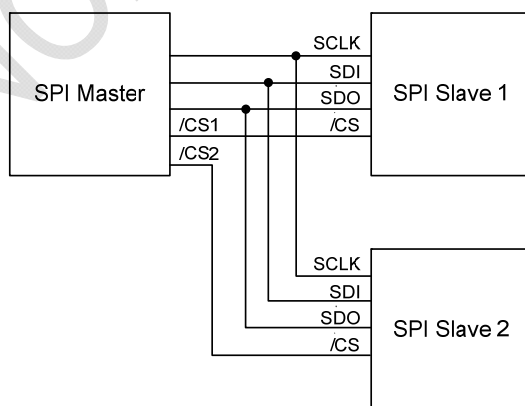 SPI Master
/CS1
/CS2
SCLK
SDI
SDO
/CS
SPI Slave 1
SCLK
SDI
SDO
/CS
SPI Slave 2